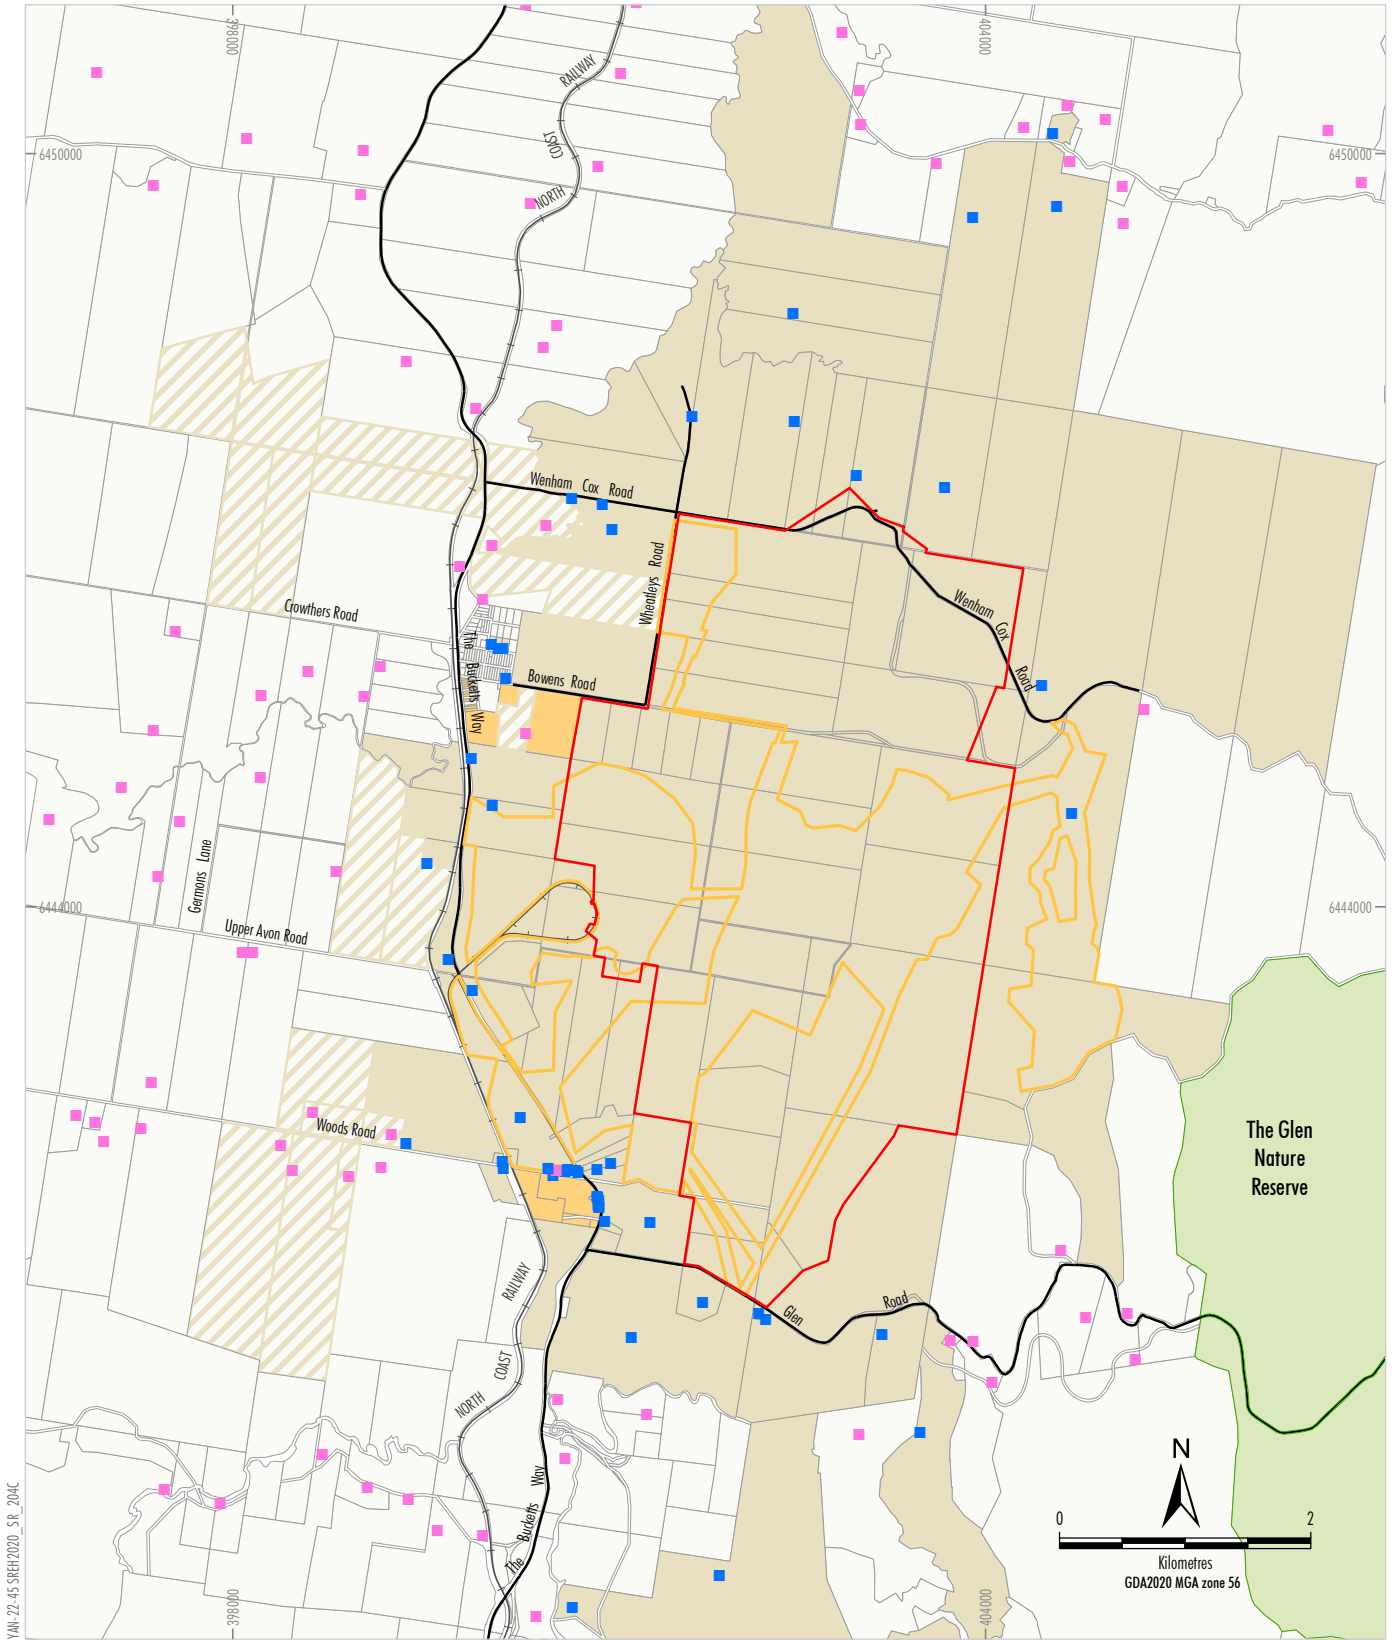 398000
404000
RAILWAY
COAST
NORTH
6450000
6450000
Wenham Cox Road
Wheatleys Road
Crowthers Road
Wenham Cox
Road
The Bucketts Way
Bowens Road
Germons Lane
6444000
6444000
Upper Avon Road
Woods Road
The Glen
Nature
Reserve
RAILWAY
COAST
NORTH
Glen
Road
The Bucketts Way
N
0
2
Kilometres
GDA2020 MGA zone 56
YAN-22-45 SREH2020_SR_204C
398000
404000